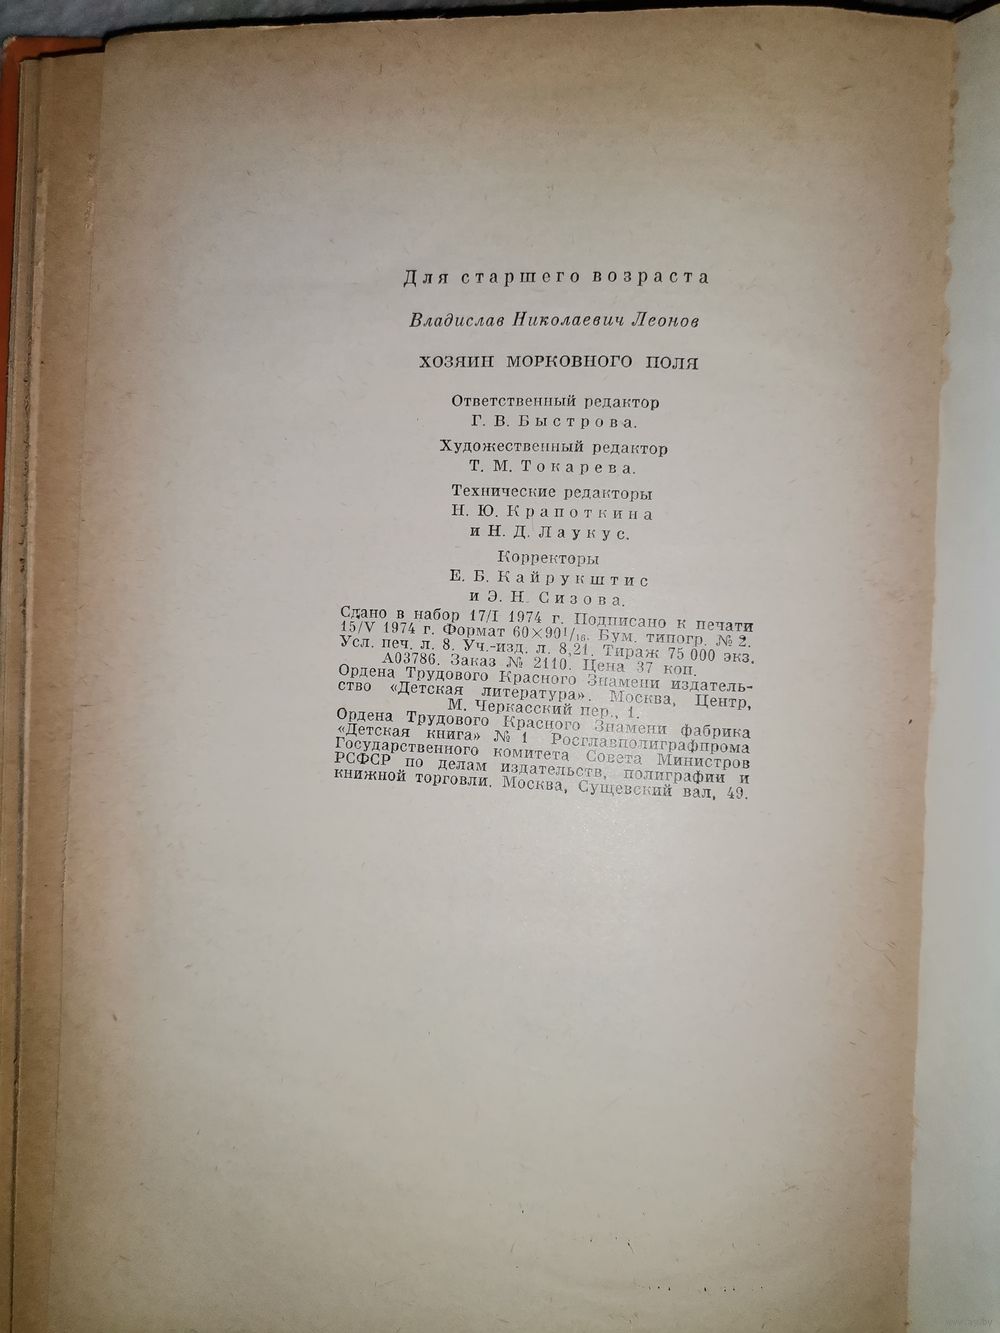 Для старшего возраста
Владислав Николаевич Леонов
ХОЗЯИН МОРКОВНОГО ПОЛЯ
Ответственный редактор
Г. В. Быстрова.
Художественный редактор
Т. М. Токарева.
Технические редакторы
Н. Ю. Крапоткина
и Н. Д. Лаукус.
Корректоры
Е. Б. Кайрукштис
и Э. Н. Сизова.
Сдано в набор 17/I 1974 г. Подписано к печати
15/V 1974 г. Формат 60×90¹/₁₆. Бум. типогр. № 2.
Усл. печ. л. 8. Уч.-изд. л. 8,21. Тираж 75 000 экз.
А03786. Заказ № 2110. Цена 37 коп.
Ордена Трудового Красного Знамени издатель-
ство «Детская литература». Москва, Центр,
М. Черкасский пер., 1.
Ордена Трудового Красного Знамени фабрика
«Детская книга» № 1 Росглавполиграфпрома
Государственного комитета Совета Министров
РСФСР по делам издательств, полиграфии и
книжной торговли. Москва, Сущевский вал, 49.